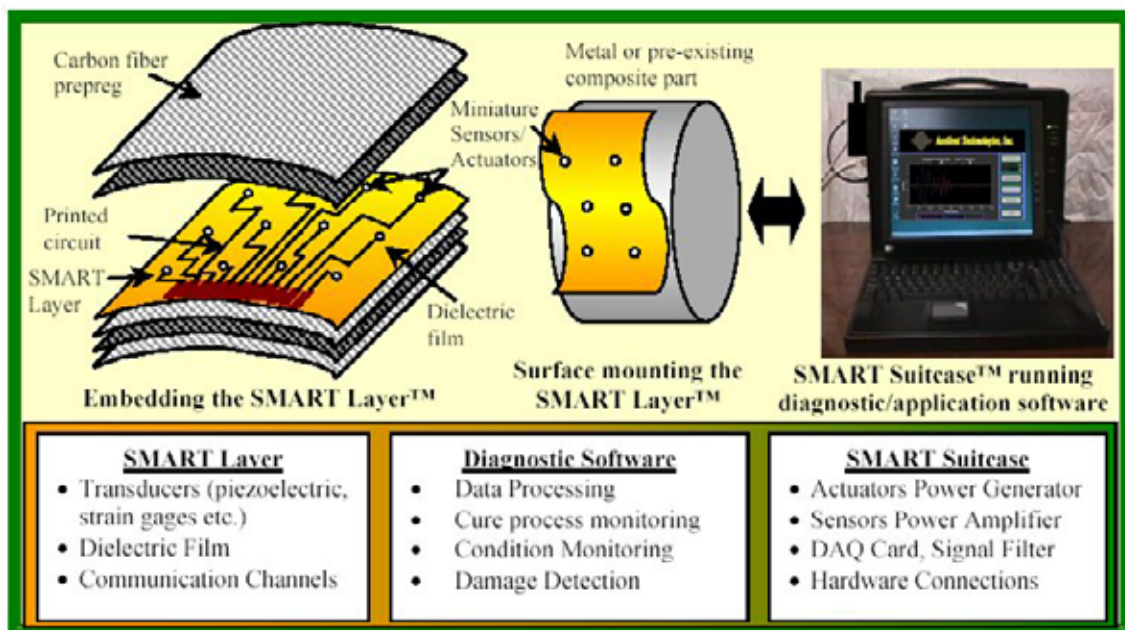 Carbon fiber
prepreg
Metal or pre-existing
composite part
Miniature
Sensors/
Actuators
Printed
circuit
SMART
Layer
Dielectric
film
Embedding the SMART Layer™
Surface mounting the
SMART Layer™
SMART Suitcase™ running
diagnostic/application software
Technologies, Inc.
SMART Layer
• Transducers (piezoelectric,
strain gages etc.)
• Dielectric Film
• Communication Channels
Diagnostic Software
• Data Processing
• Cure process monitoring
• Condition Monitoring
• Damage Detection
SMART Suitcase
• Actuators Power Generator
• Sensors Power Amplifier
• DAQ Card, Signal Filter
• Hardware Connections